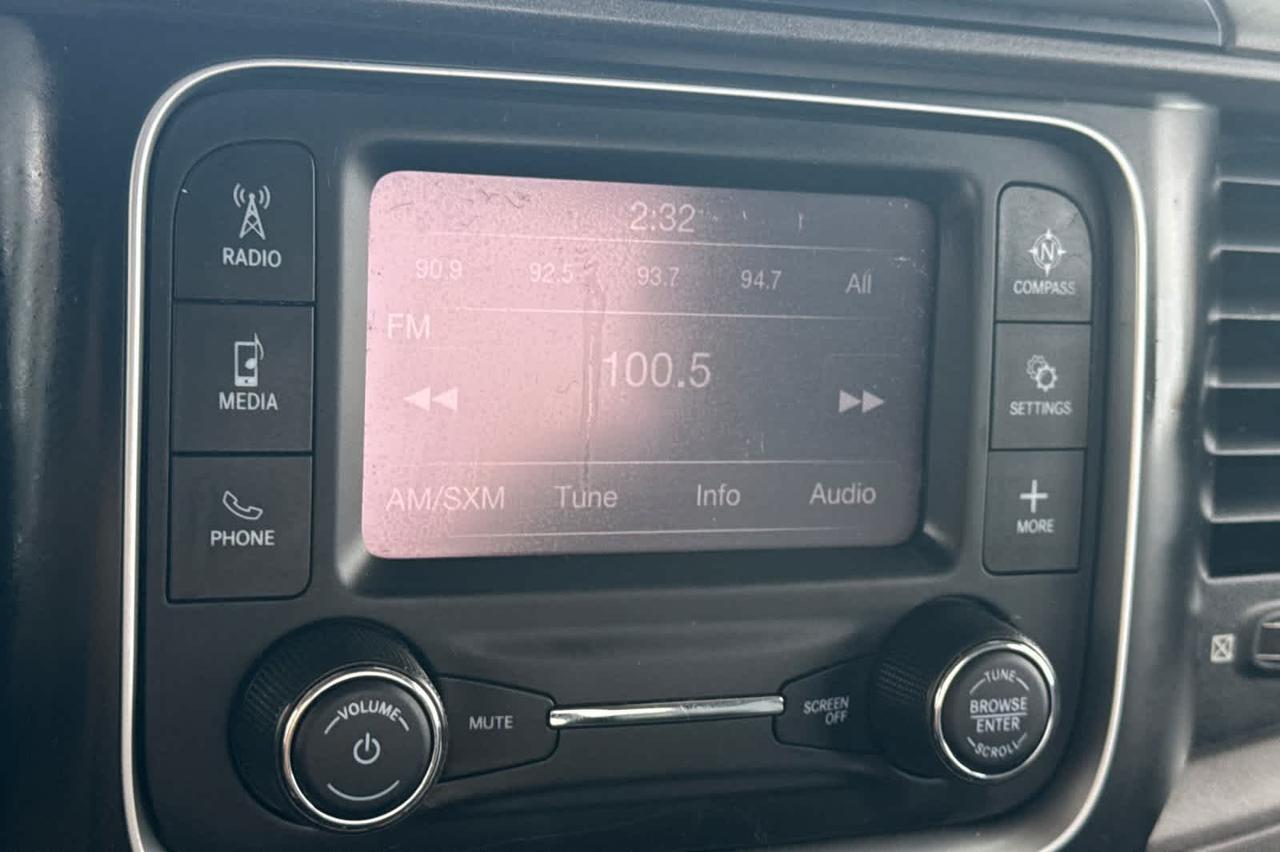 RADIO
MEDIA
PHONE
2:32
90.9 92.5 93.7 94.7 All
FM
100.5
AM/SXM Tune Info Audio
N
COMPASS
SETTINGS
MORE
VOLUME
MUTE
SCREEN
OFF
TUNE
BROWSE
ENTER
SCROLL